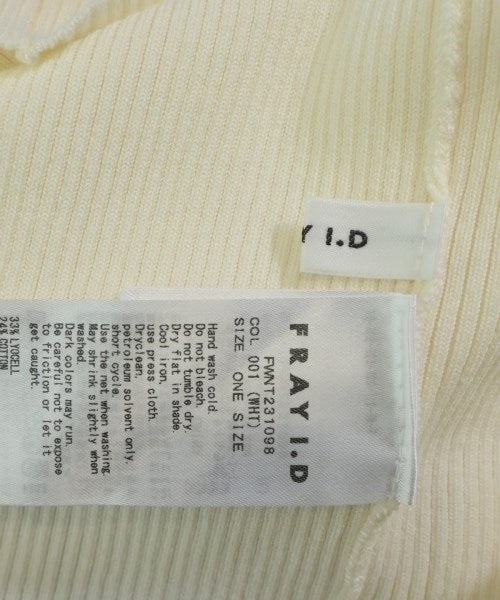 Y I.D
FRAY I.D
FWNT231098
COL 001 (WHT)
SIZE ONE SIZE
Hand wash cold.
Do not bleach.
Do not tumble dry.
Dry flat in shade.
Cool iron.
use press cloth.
Dryclean.
petroleum solvent only.
short cycle.
Use the net when washing.
May shrink slightly when
washed.
Dark colors may run.
Be careful not to expose
to friction or let it
get caught.
33% LYOCELL
24% COTTON